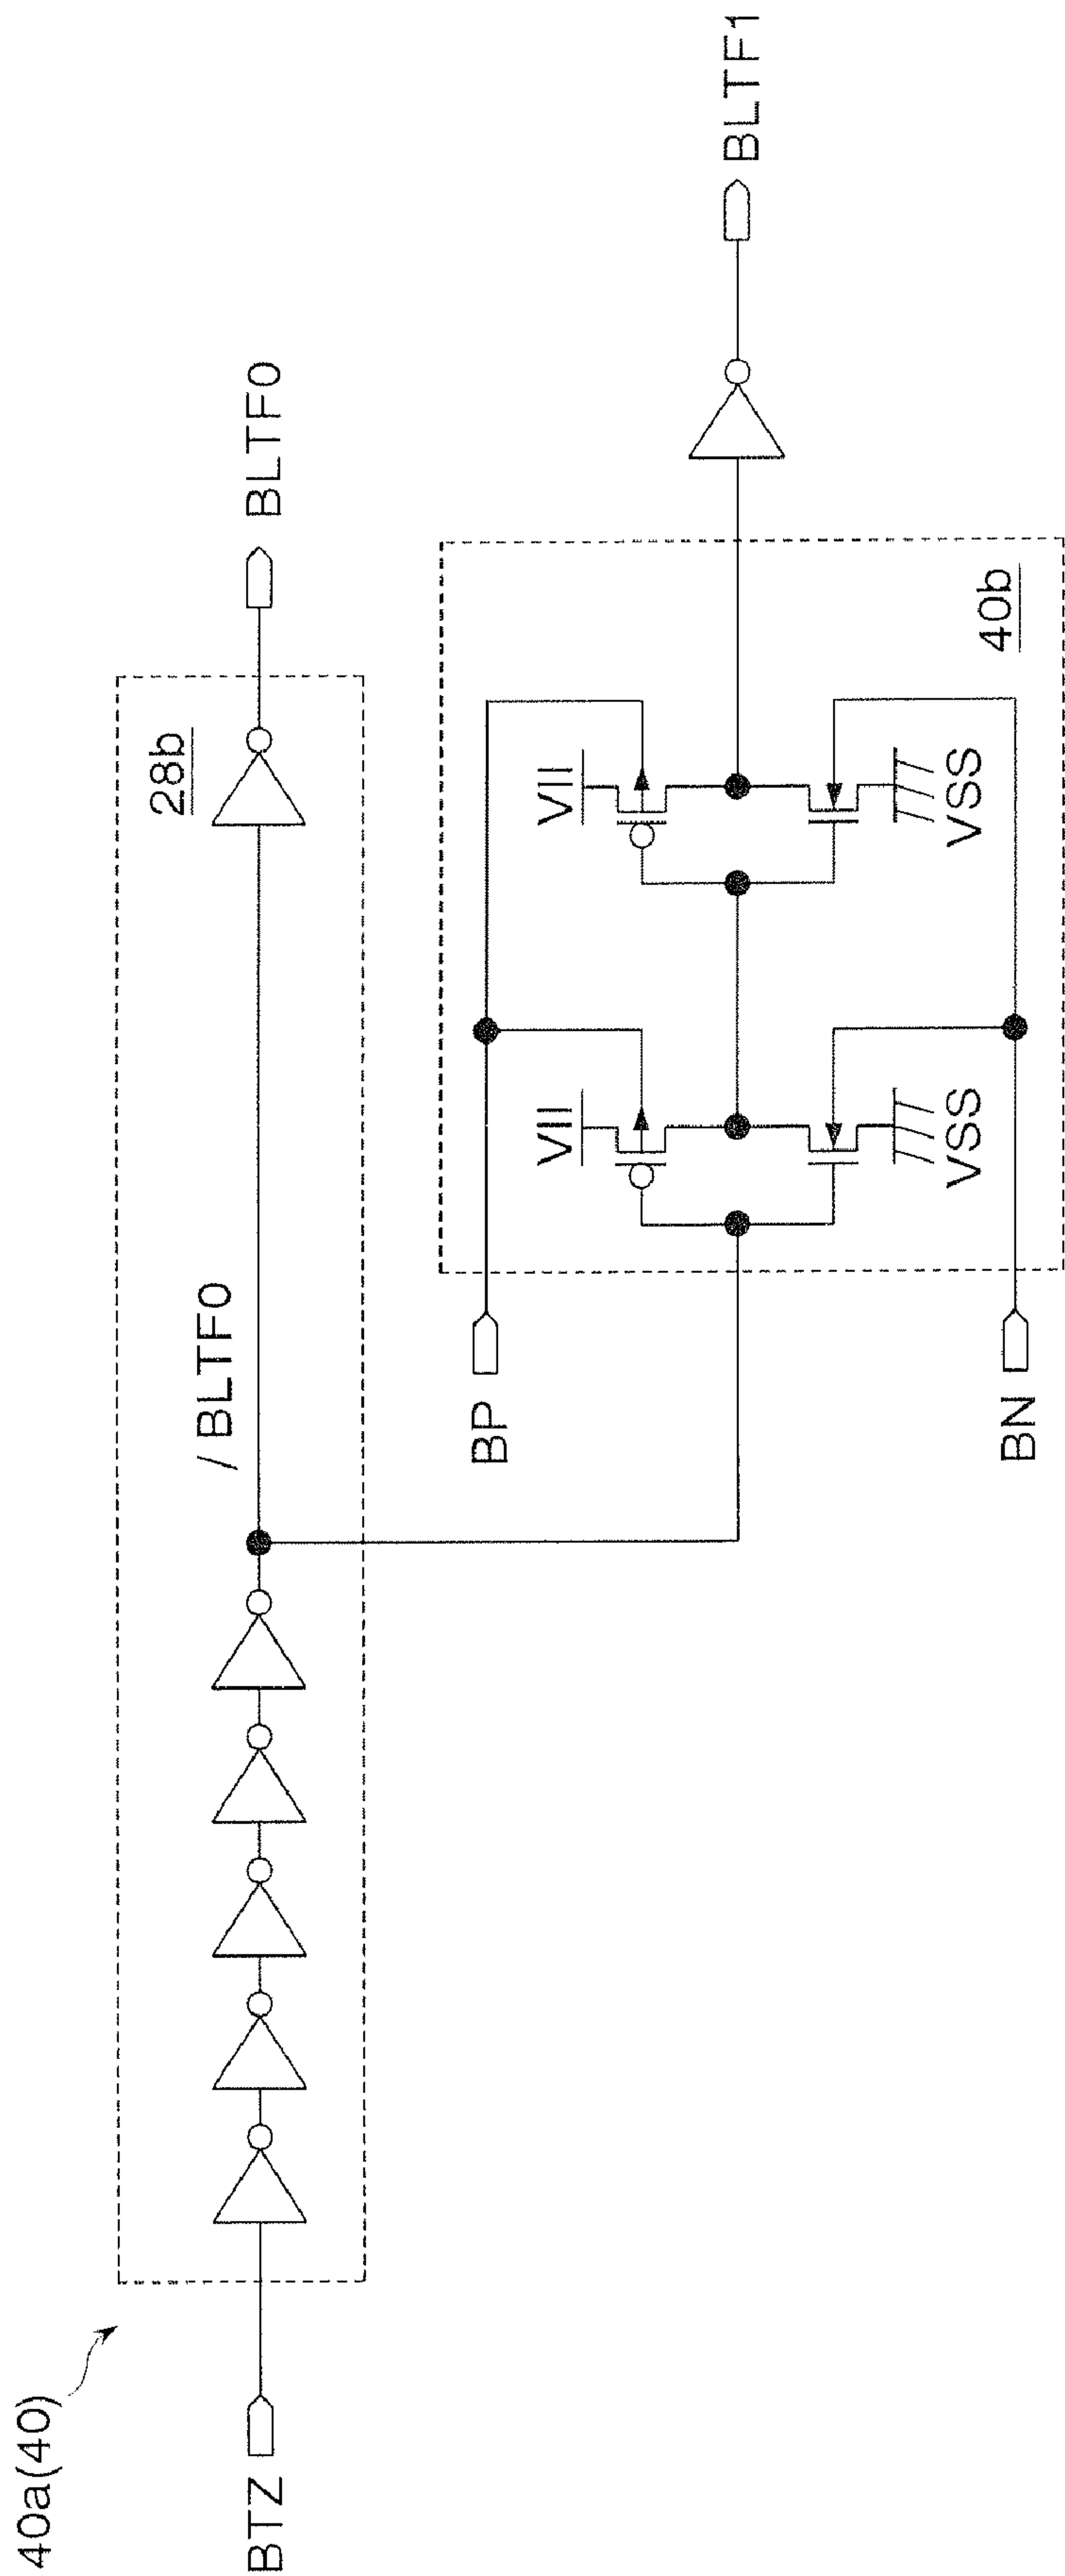 40a(40)
BTZ
/BLTF0
28b
BLTF0
BP
BN
VII
VSS
VII
VSS
40b
BLTF1